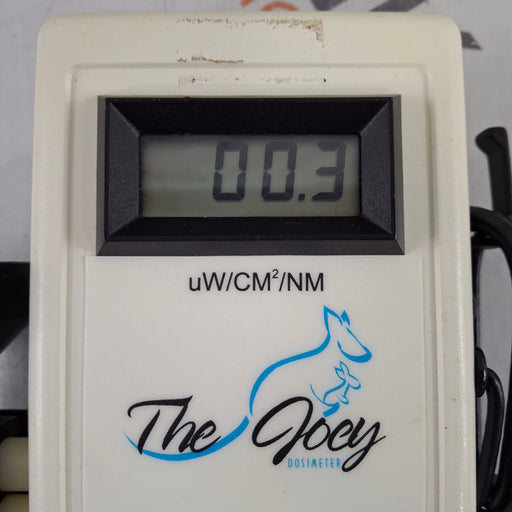 00.3
uW/CM²/NM
The Joey
DOSIMETER